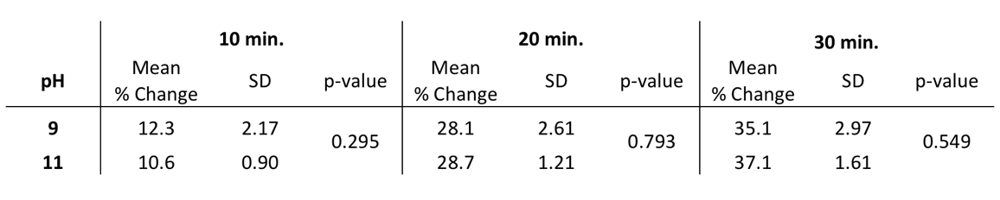 10 min. 20 min. 30 min.
pH Mean % Change SD p-value Mean % Change SD p-value Mean % Change SD p-value
9 12.3 2.17 0.295 28.1 2.61 0.793 35.1 2.97 0.549
11 10.6 0.90 28.7 1.21 37.1 1.61